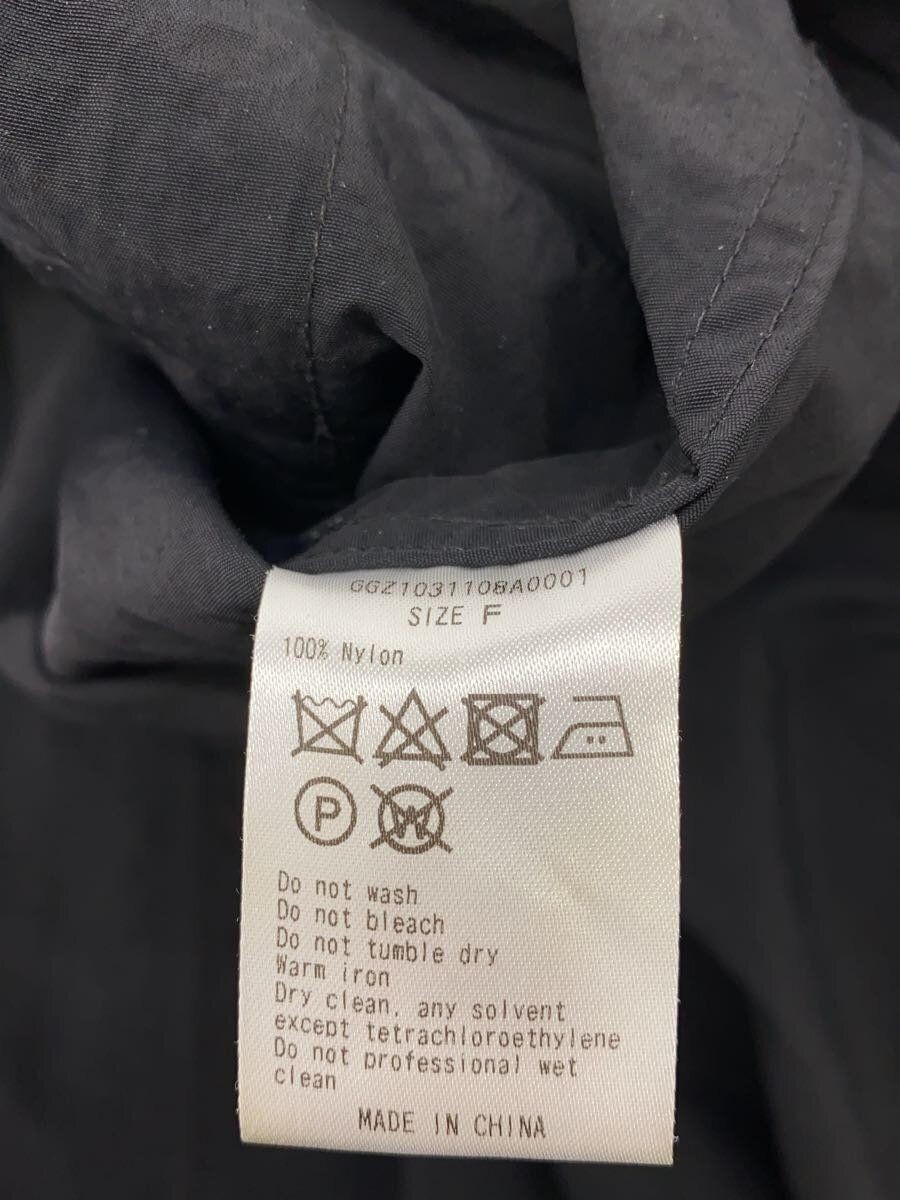 GGZ1031108A0001
SIZE F
100% Nylon
P
W
Do not wash
Do not bleach
Do not tumble dry
Warm iron
Dry clean, any solvent
except tetrachloroethylene
Do not professional wet
clean
MADE IN CHINA